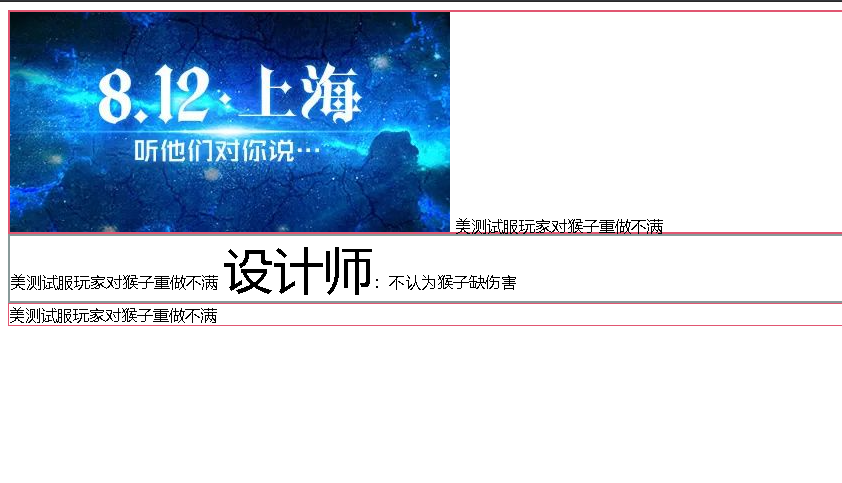 8.12·上海
听他们对你说…
美测试服玩家对猴子重做不满
美测试服玩家对猴子重做不满 设计师：不认为猴子缺伤害
美测试服玩家对猴子重做不满